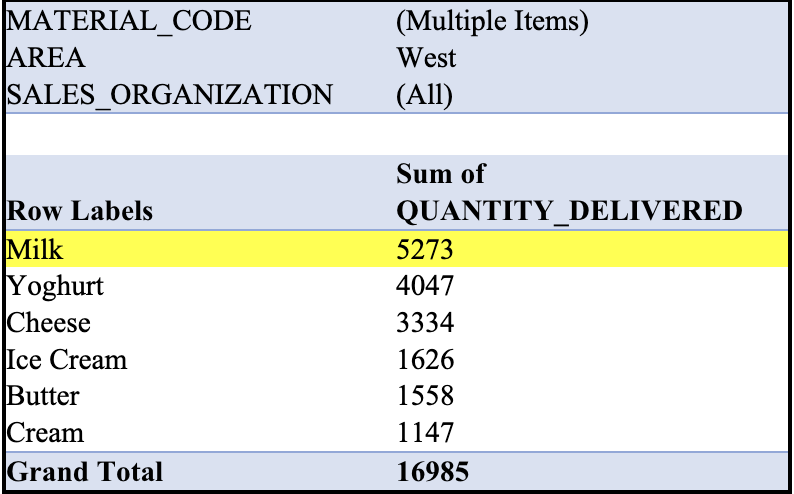 MATERIAL_CODE (Multiple Items)
AREA West
SALES_ORGANIZATION (All)
Sum of
Row Labels QUANTITY_DELIVERED
Milk 5273
Yoghurt 4047
Cheese 3334
Ice Cream 1626
Butter 1558
Cream 1147
Grand Total 16985